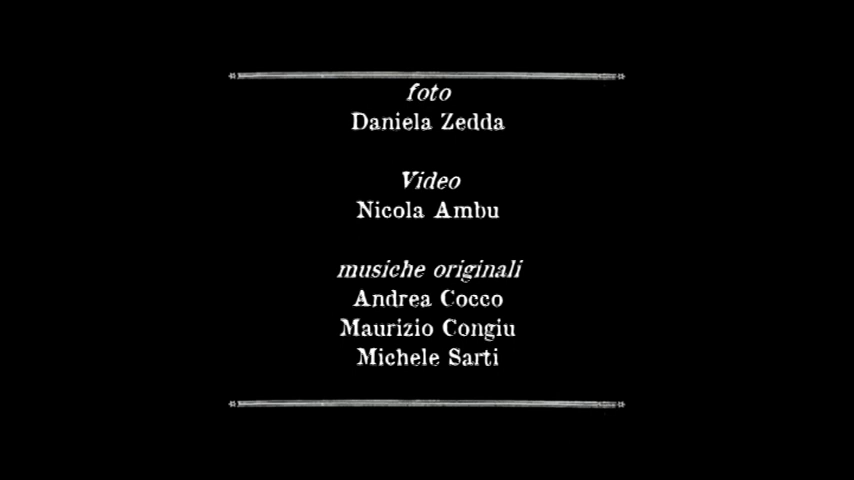 foto
Daniela Zedda
Video
Nicola Ambu
musiche originali
Andrea Cocco
Maurizio Congiu
Michele Sarti